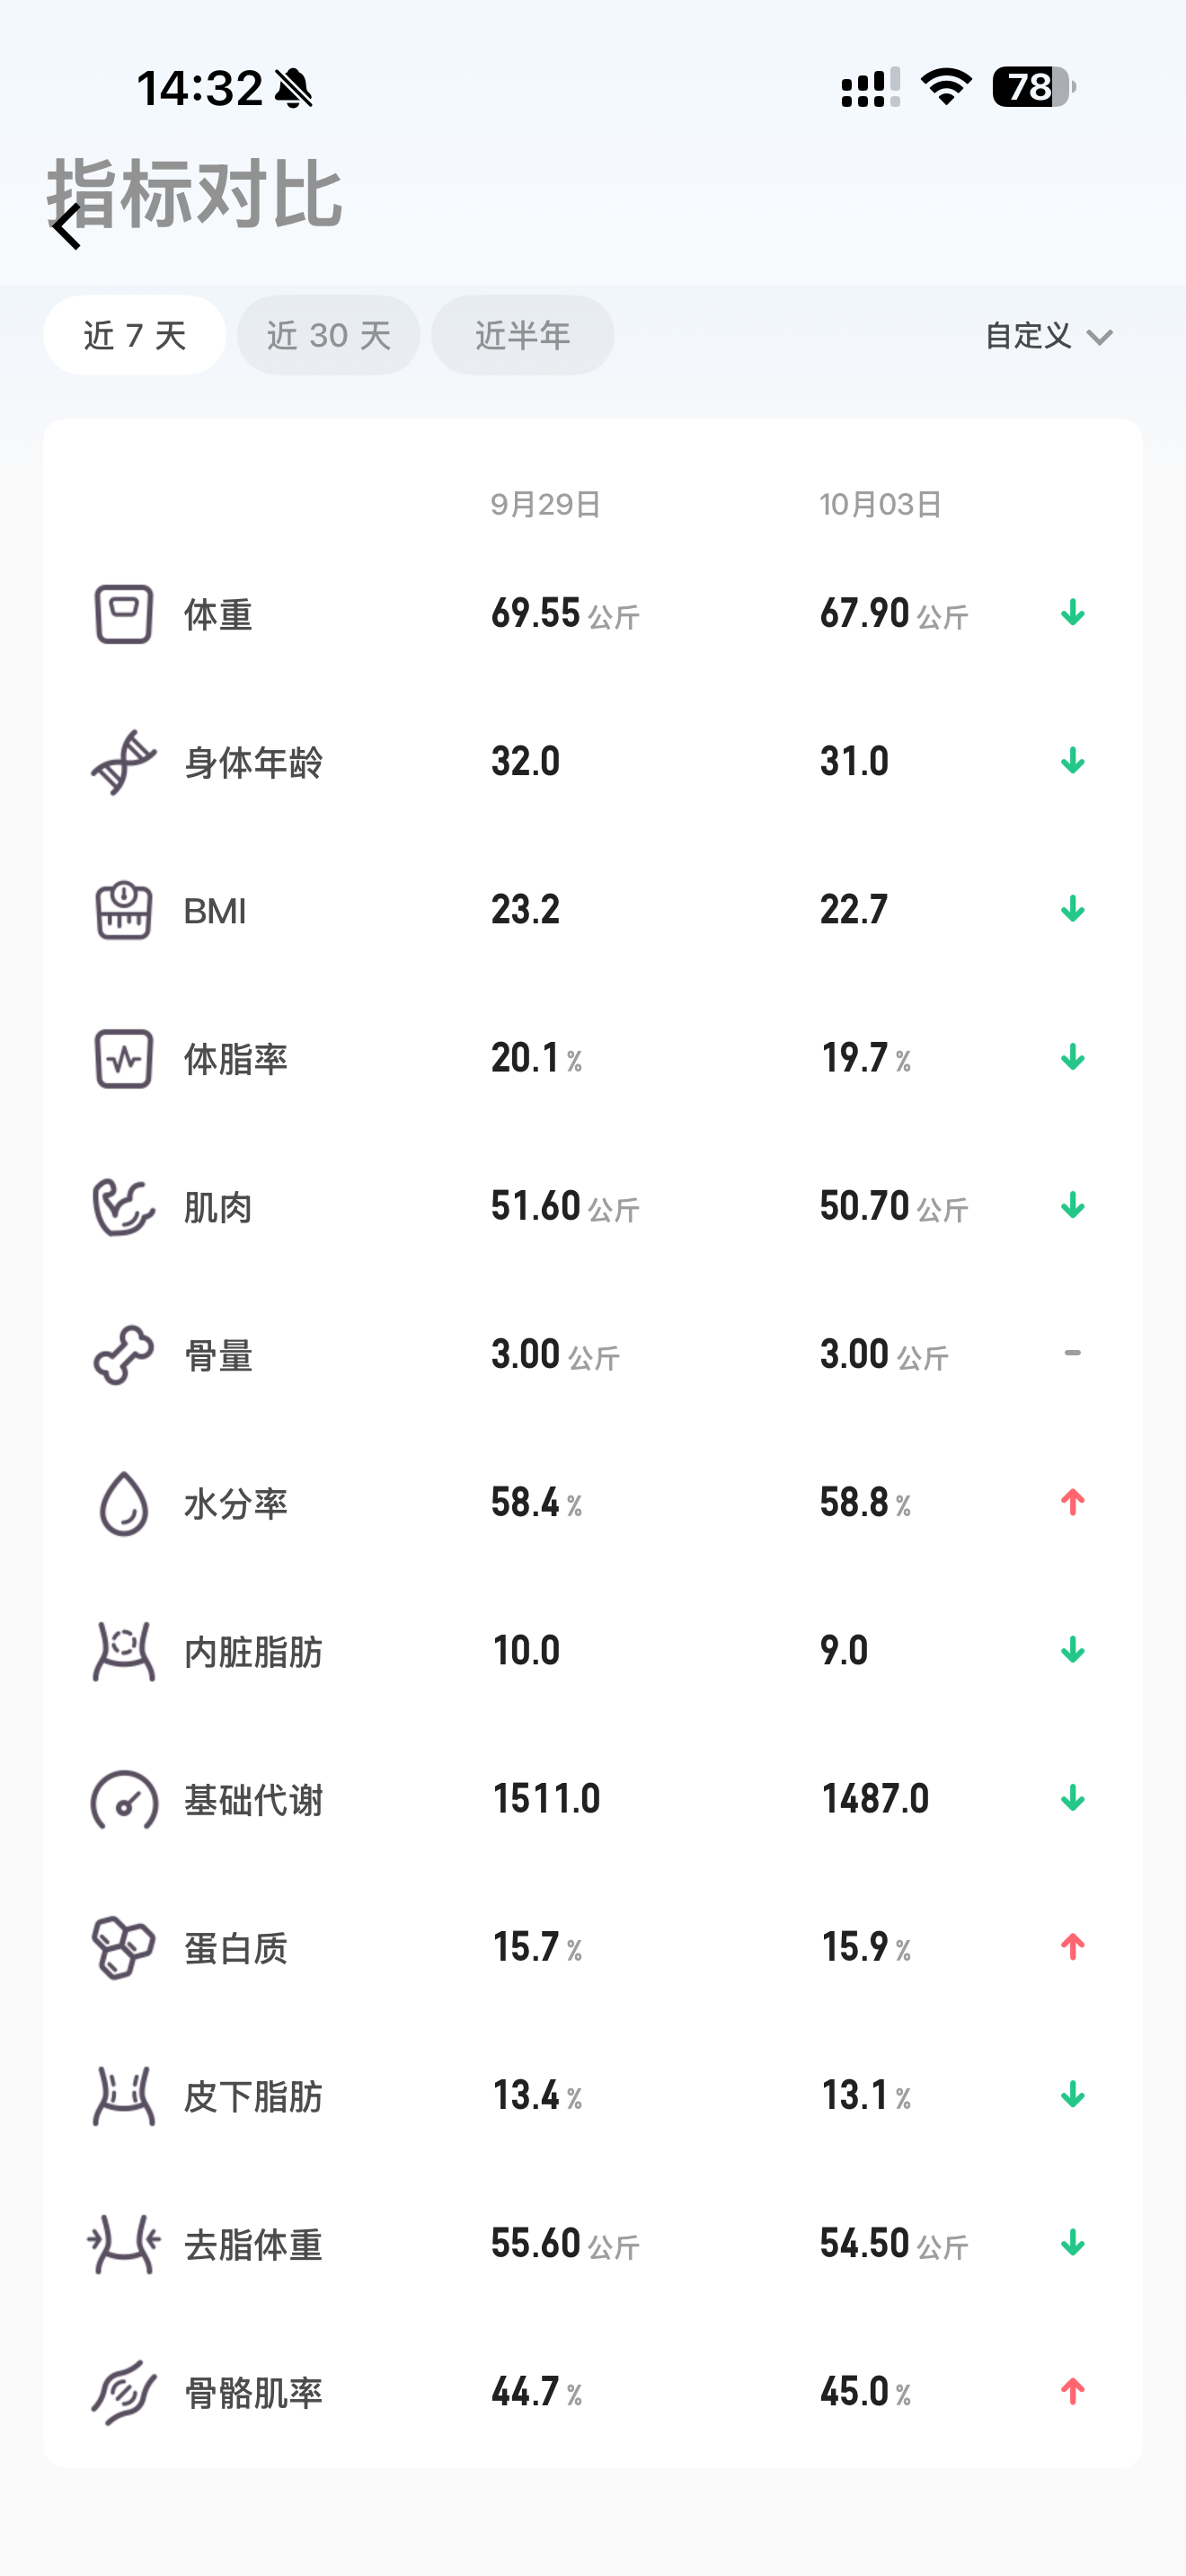 14:32 78
指标对比
近 7 天 近 30 天 近半年 自定义
9月29日 10月03日
体重 69.55 公斤 67.90 公斤
身体年龄 32.0 31.0
BMI 23.2 22.7
体脂率 20.1 % 19.7 %
肌肉 51.60 公斤 50.70 公斤
骨量 3.00 公斤 3.00 公斤 -
水分率 58.4 % 58.8 %
内脏脂肪 10.0 9.0
基础代谢 1511.0 1487.0
蛋白质 15.7 % 15.9 %
皮下脂肪 13.4 % 13.1 %
去脂体重 55.60 公斤 54.50 公斤
骨骼肌率 44.7 % 45.0 %